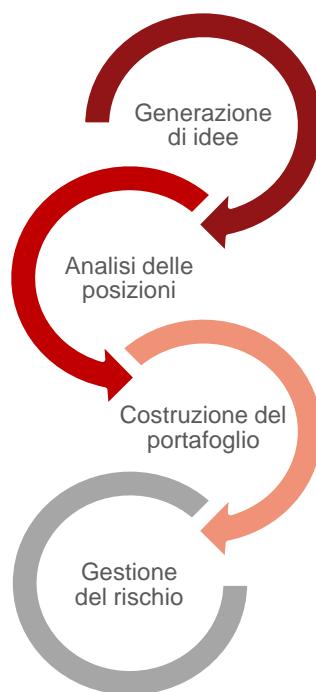 Generazione
di idee
Analisi delle
posizioni
Costruzione del
portafoglio
Gestione
del rischio